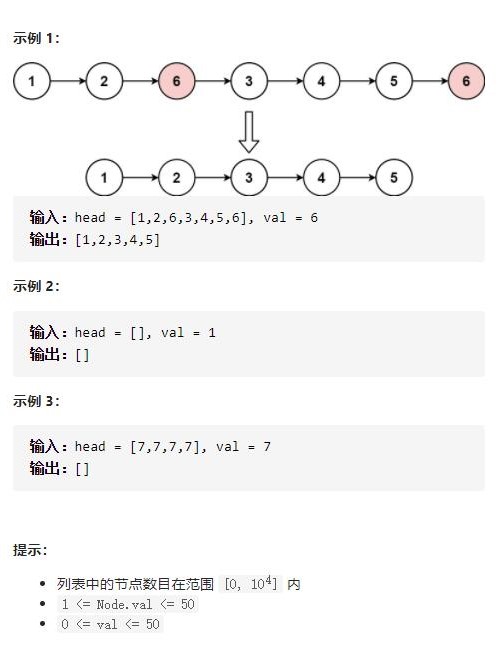 示例 1：
1 2 6 3 4 5 6
1 2 3 4 5
输入：head = [1,2,6,3,4,5,6], val = 6
输出：[1,2,3,4,5]
示例 2：
输入：head = [], val = 1
输出：[]
示例 3：
输入：head = [7,7,7,7], val = 7
输出：[]
提示：
列表中的节点数目在范围 [0, 10⁴] 内
1 <= Node.val <= 50
0 <= val <= 50